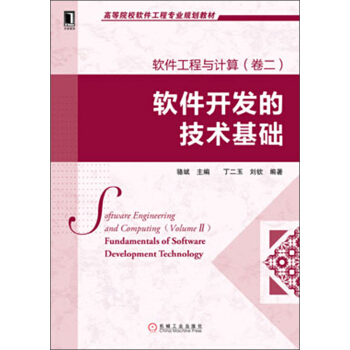 高等院校软件工程专业规划教材
软件工程与计算（卷二）
软件开发的
技术基础
骆斌 主编 丁二玉 刘钦 编著
Software Engineering
and Computing (Volume II)
Fundamentals of Software
Development Technology
机械工业出版社
China Machine Press